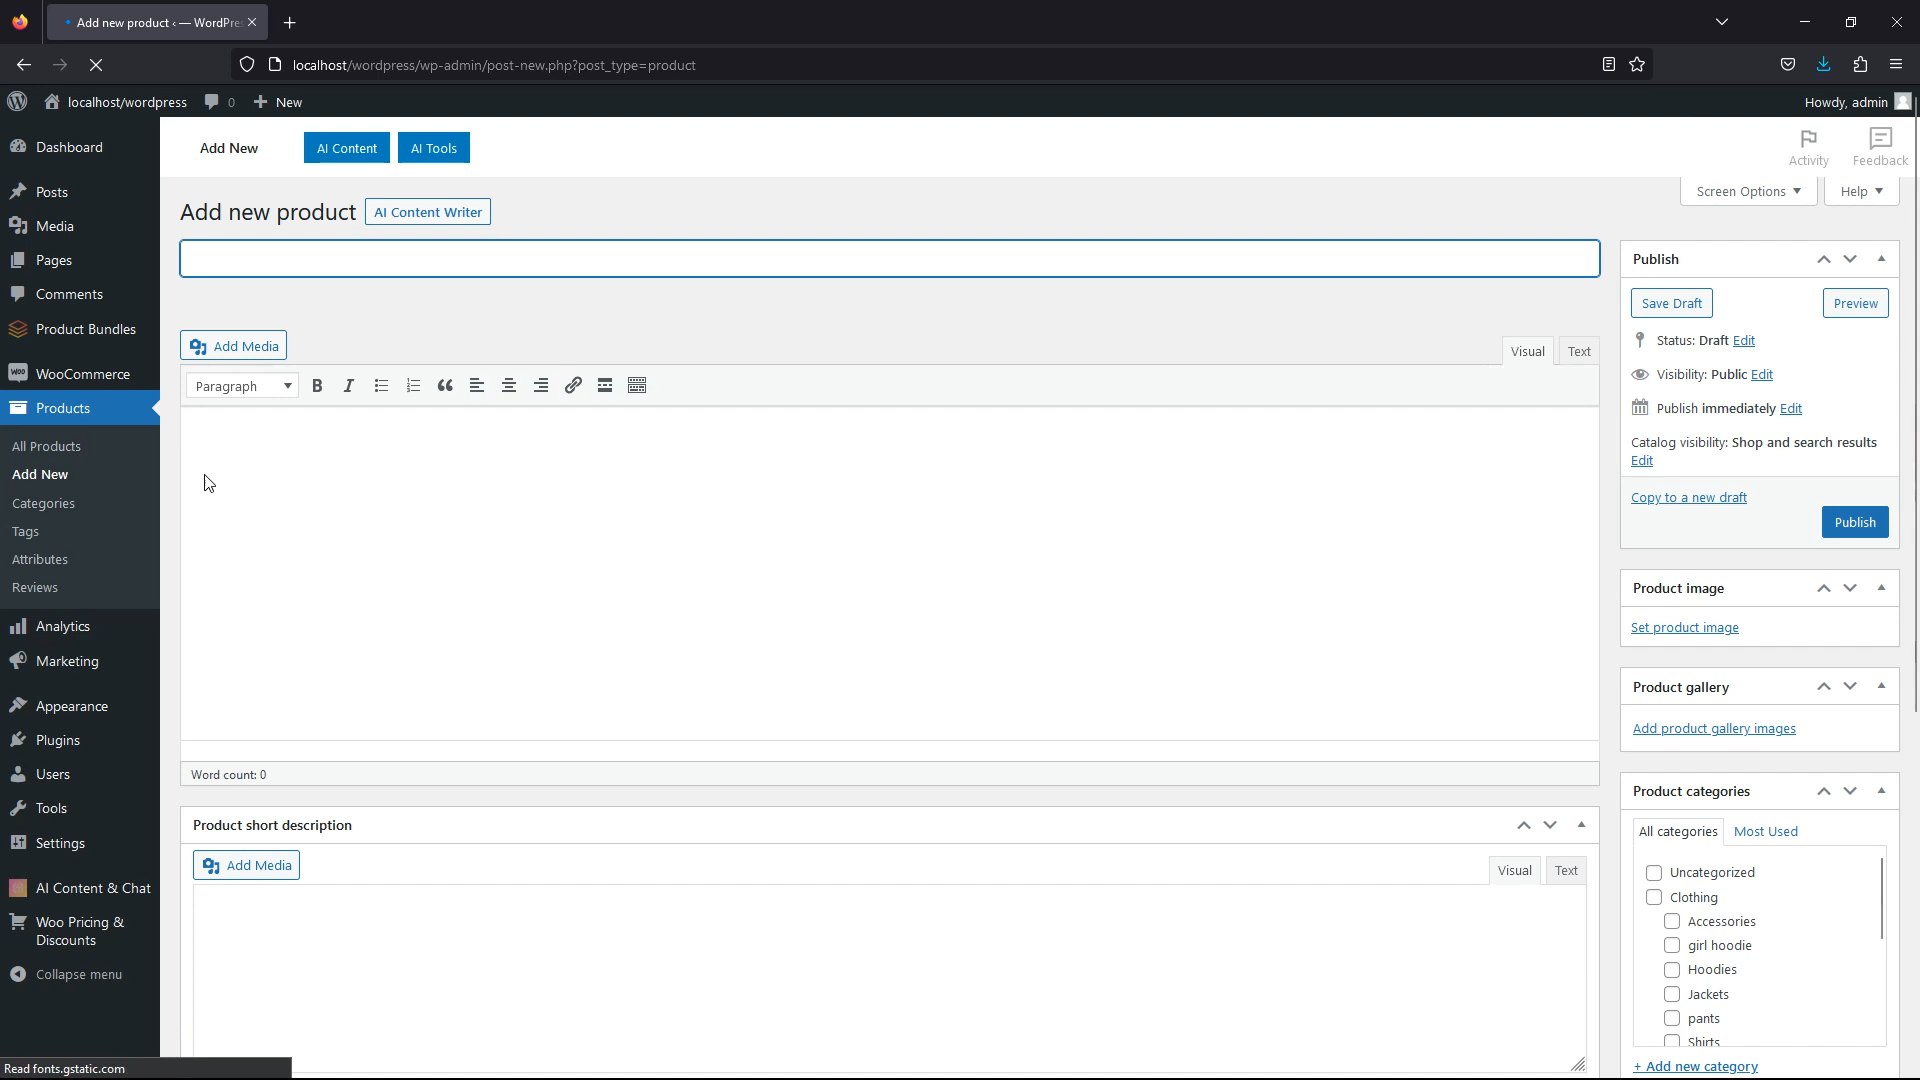 Add new product ‹ — WordPre
localhost/wordpress/wp-admin/post-new.php?post_type=product
localhost/wordpress
0
New
Howdy, admin
Dashboard
Posts
Media
Pages
Comments
Product Bundles
WooCommerce
Products
All Products
Add New
Categories
Tags
Attributes
Reviews
Analytics
Marketing
Appearance
Plugins
Users
Tools
Settings
AI Content & Chat
Woo Pricing &
Discounts
Collapse menu
Read fonts.gstatic.com
Add New
AI Content
AI Tools
Activity
Feedback
Screen Options
Help
Add new product
AI Content Writer
Add Media
Visual
Text
Paragraph
Word count: 0
Product short description
Add Media
Visual
Text
Publish
Save Draft
Preview
Status: Draft Edit
Visibility: Public Edit
Publish immediately Edit
Catalog visibility: Shop and search results
Edit
Copy to a new draft
Publish
Product image
Set product image
Product gallery
Add product gallery images
Product categories
All categories
Most Used
Uncategorized
Clothing
Accessories
girl hoodie
Hoodies
Jackets
pants
Shirts
+ Add new category